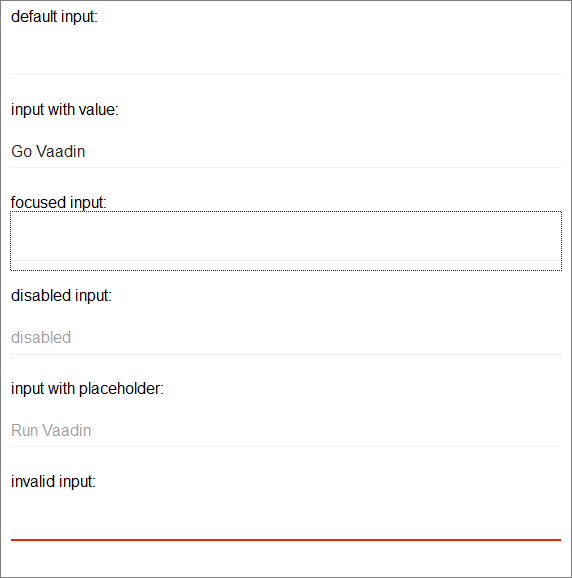 default input:
input with value:
Go Vaadin
focused input:
disabled input:
disabled
input with placeholder:
Run Vaadin
invalid input: